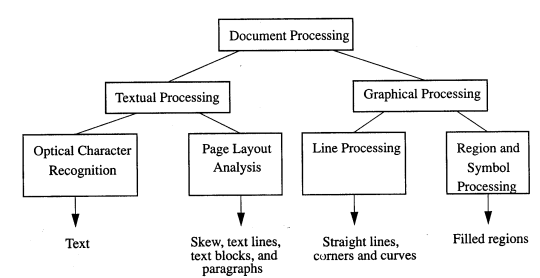 Document Processing
Textual Processing
Graphical Processing
Optical Character
Recognition
Page Layout
Analysis
Line Processing
Region and
Symbol
Processing
Text
Skew, text lines,
text blocks, and
paragraphs
Straight lines,
corners and curves
Filled regions